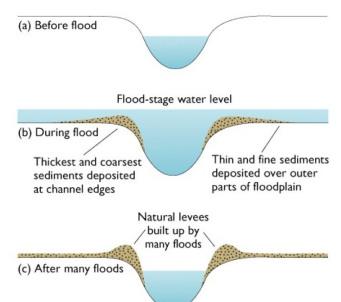 (a) Before flood
Flood-stage water level
(b) During flood
Thickest and coarsest
sediments deposited
at channel edges
Thin and fine sediments
deposited over outer
parts of floodplain
Natural levees
built up by
many floods
(c) After many floods